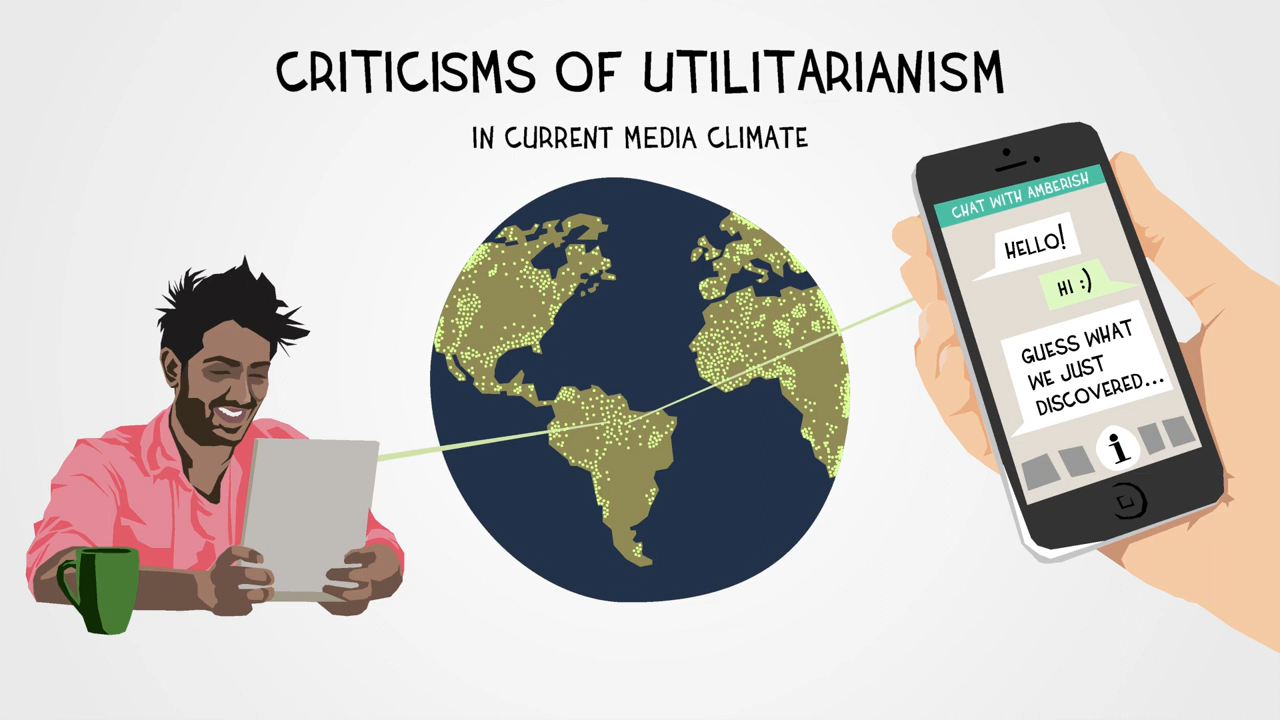 CRITICISMS OF UTILITARIANISM
IN CURRENT MEDIA CLIMATE
CHAT WITH AMBERISH
HELLO!
HI :)
GUESS WHAT
WE JUST
DISCOVERED...
i